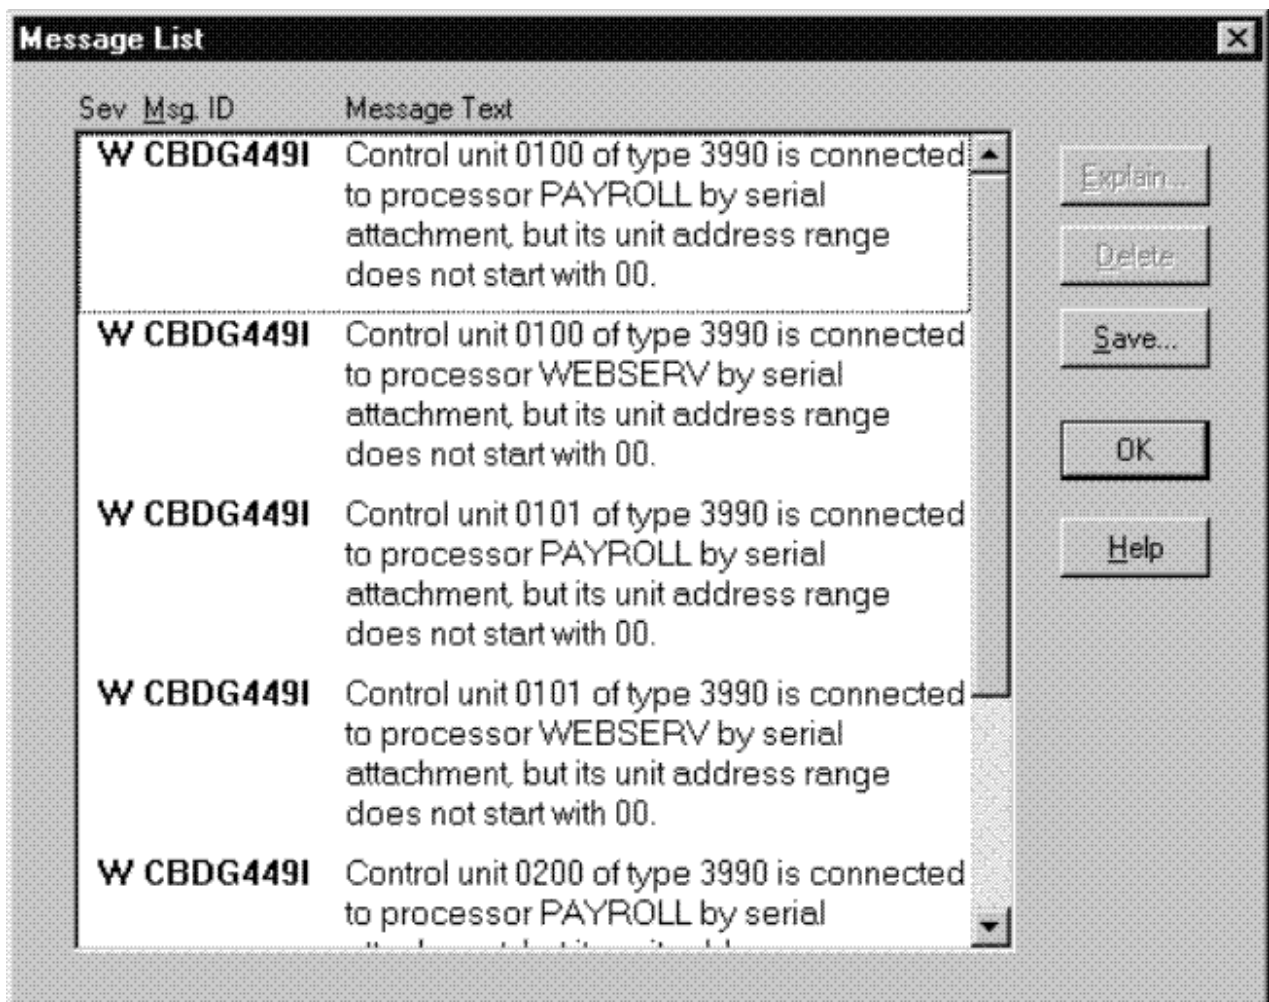 Message List
Sev Msg. ID Message Text
W CBDG449I Control unit 0100 of type 3990 is connected
to processor PAYROLL by serial
attachment, but its unit address range
does not start with 00.
W CBDG449I Control unit 0100 of type 3990 is connected
to processor WEBSERV by serial
attachment, but its unit address range
does not start with 00.
W CBDG449I Control unit 0101 of type 3990 is connected
to processor PAYROLL by serial
attachment, but its unit address range
does not start with 00.
W CBDG449I Control unit 0101 of type 3990 is connected
to processor WEBSERV by serial
attachment, but its unit address range
does not start with 00.
W CBDG449I Control unit 0200 of type 3990 is connected
to processor PAYROLL by serial
Explain...
Delete
Save...
OK
Help